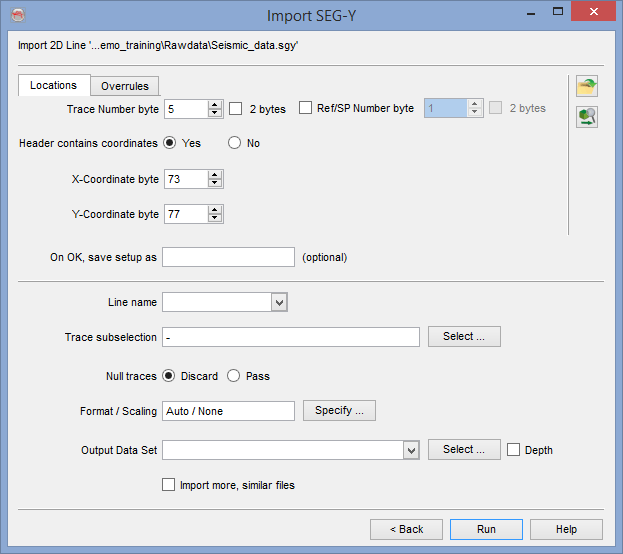 Import SEG-Y
Import 2D Line '...emo_training\Rawdata\Seismic_data.sgy'
Locations Overrules
Trace Number byte 5 2 bytes Ref/SP Number byte 1 2 bytes
Header contains coordinates Yes No
X-Coordinate byte 73
Y-Coordinate byte 77
On OK, save setup as (optional)
Line name
Trace subselection - Select ...
Null traces Discard Pass
Format / Scaling Auto / None Specify ...
Output Data Set Select ... Depth
Import more, similar files
< Back Run Help